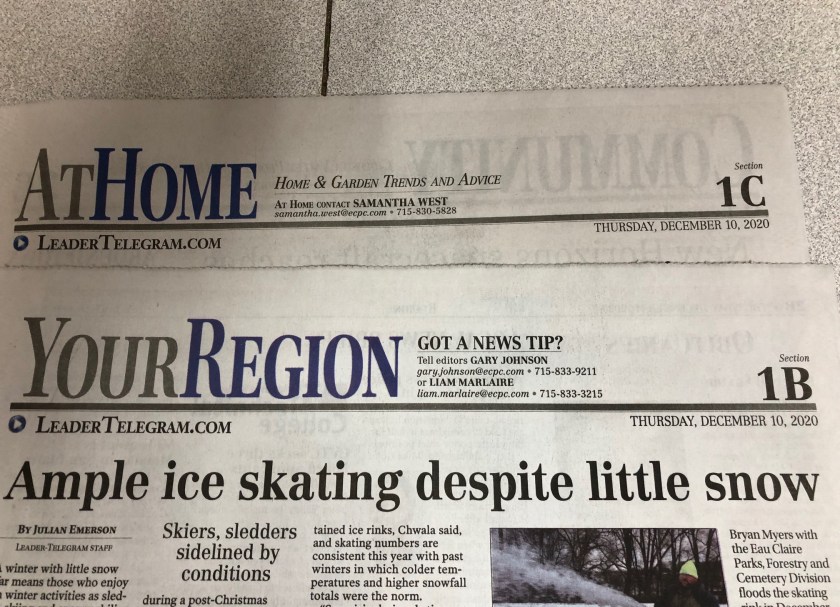 COMMUNITY
ATHOME
HOME & GARDEN TRENDS AND ADVICE
AT HOME CONTACT SAMANTHA WEST
samantha.west@ecpc.com • 715-830-5828
Section
1C
THURSDAY, DECEMBER 10, 2020
LEADERTELEGRAM.COM
YOURREGION
GOT A NEWS TIP?
Tell editors GARY JOHNSON
gary.johnson@ecpc.com • 715-833-9211
or LIAM MARLAIRE
liam.marlaire@ecpc.com • 715-833-3215
Section
1B
THURSDAY, DECEMBER 10, 2020
LEADERTELEGRAM.COM
Ample ice skating despite little snow
BY JULIAN EMERSON
LEADER-TELEGRAM STAFF
winter with little snow
means those who enjoy
winter activities as sled-
Skiers, sledders
sidelined by
conditions
during a post-Christmas
tained ice rinks, Chwala said,
and skating numbers are
consistent this year with past
winters in which colder tem-
peratures and higher snowfall
totals were the norm.
Bryan Myers with
the Eau Claire
Parks, Forestry and
Cemetery Division
floods the skating